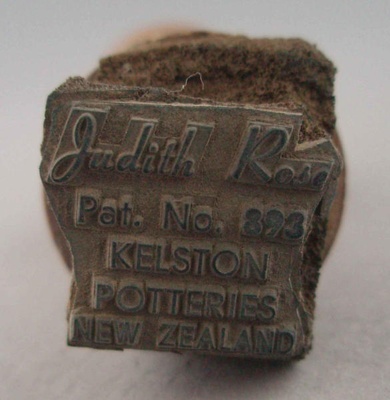 Judith Rose
Pat. No. 893
KELSTON
POTTERIES
NEW ZEALAND